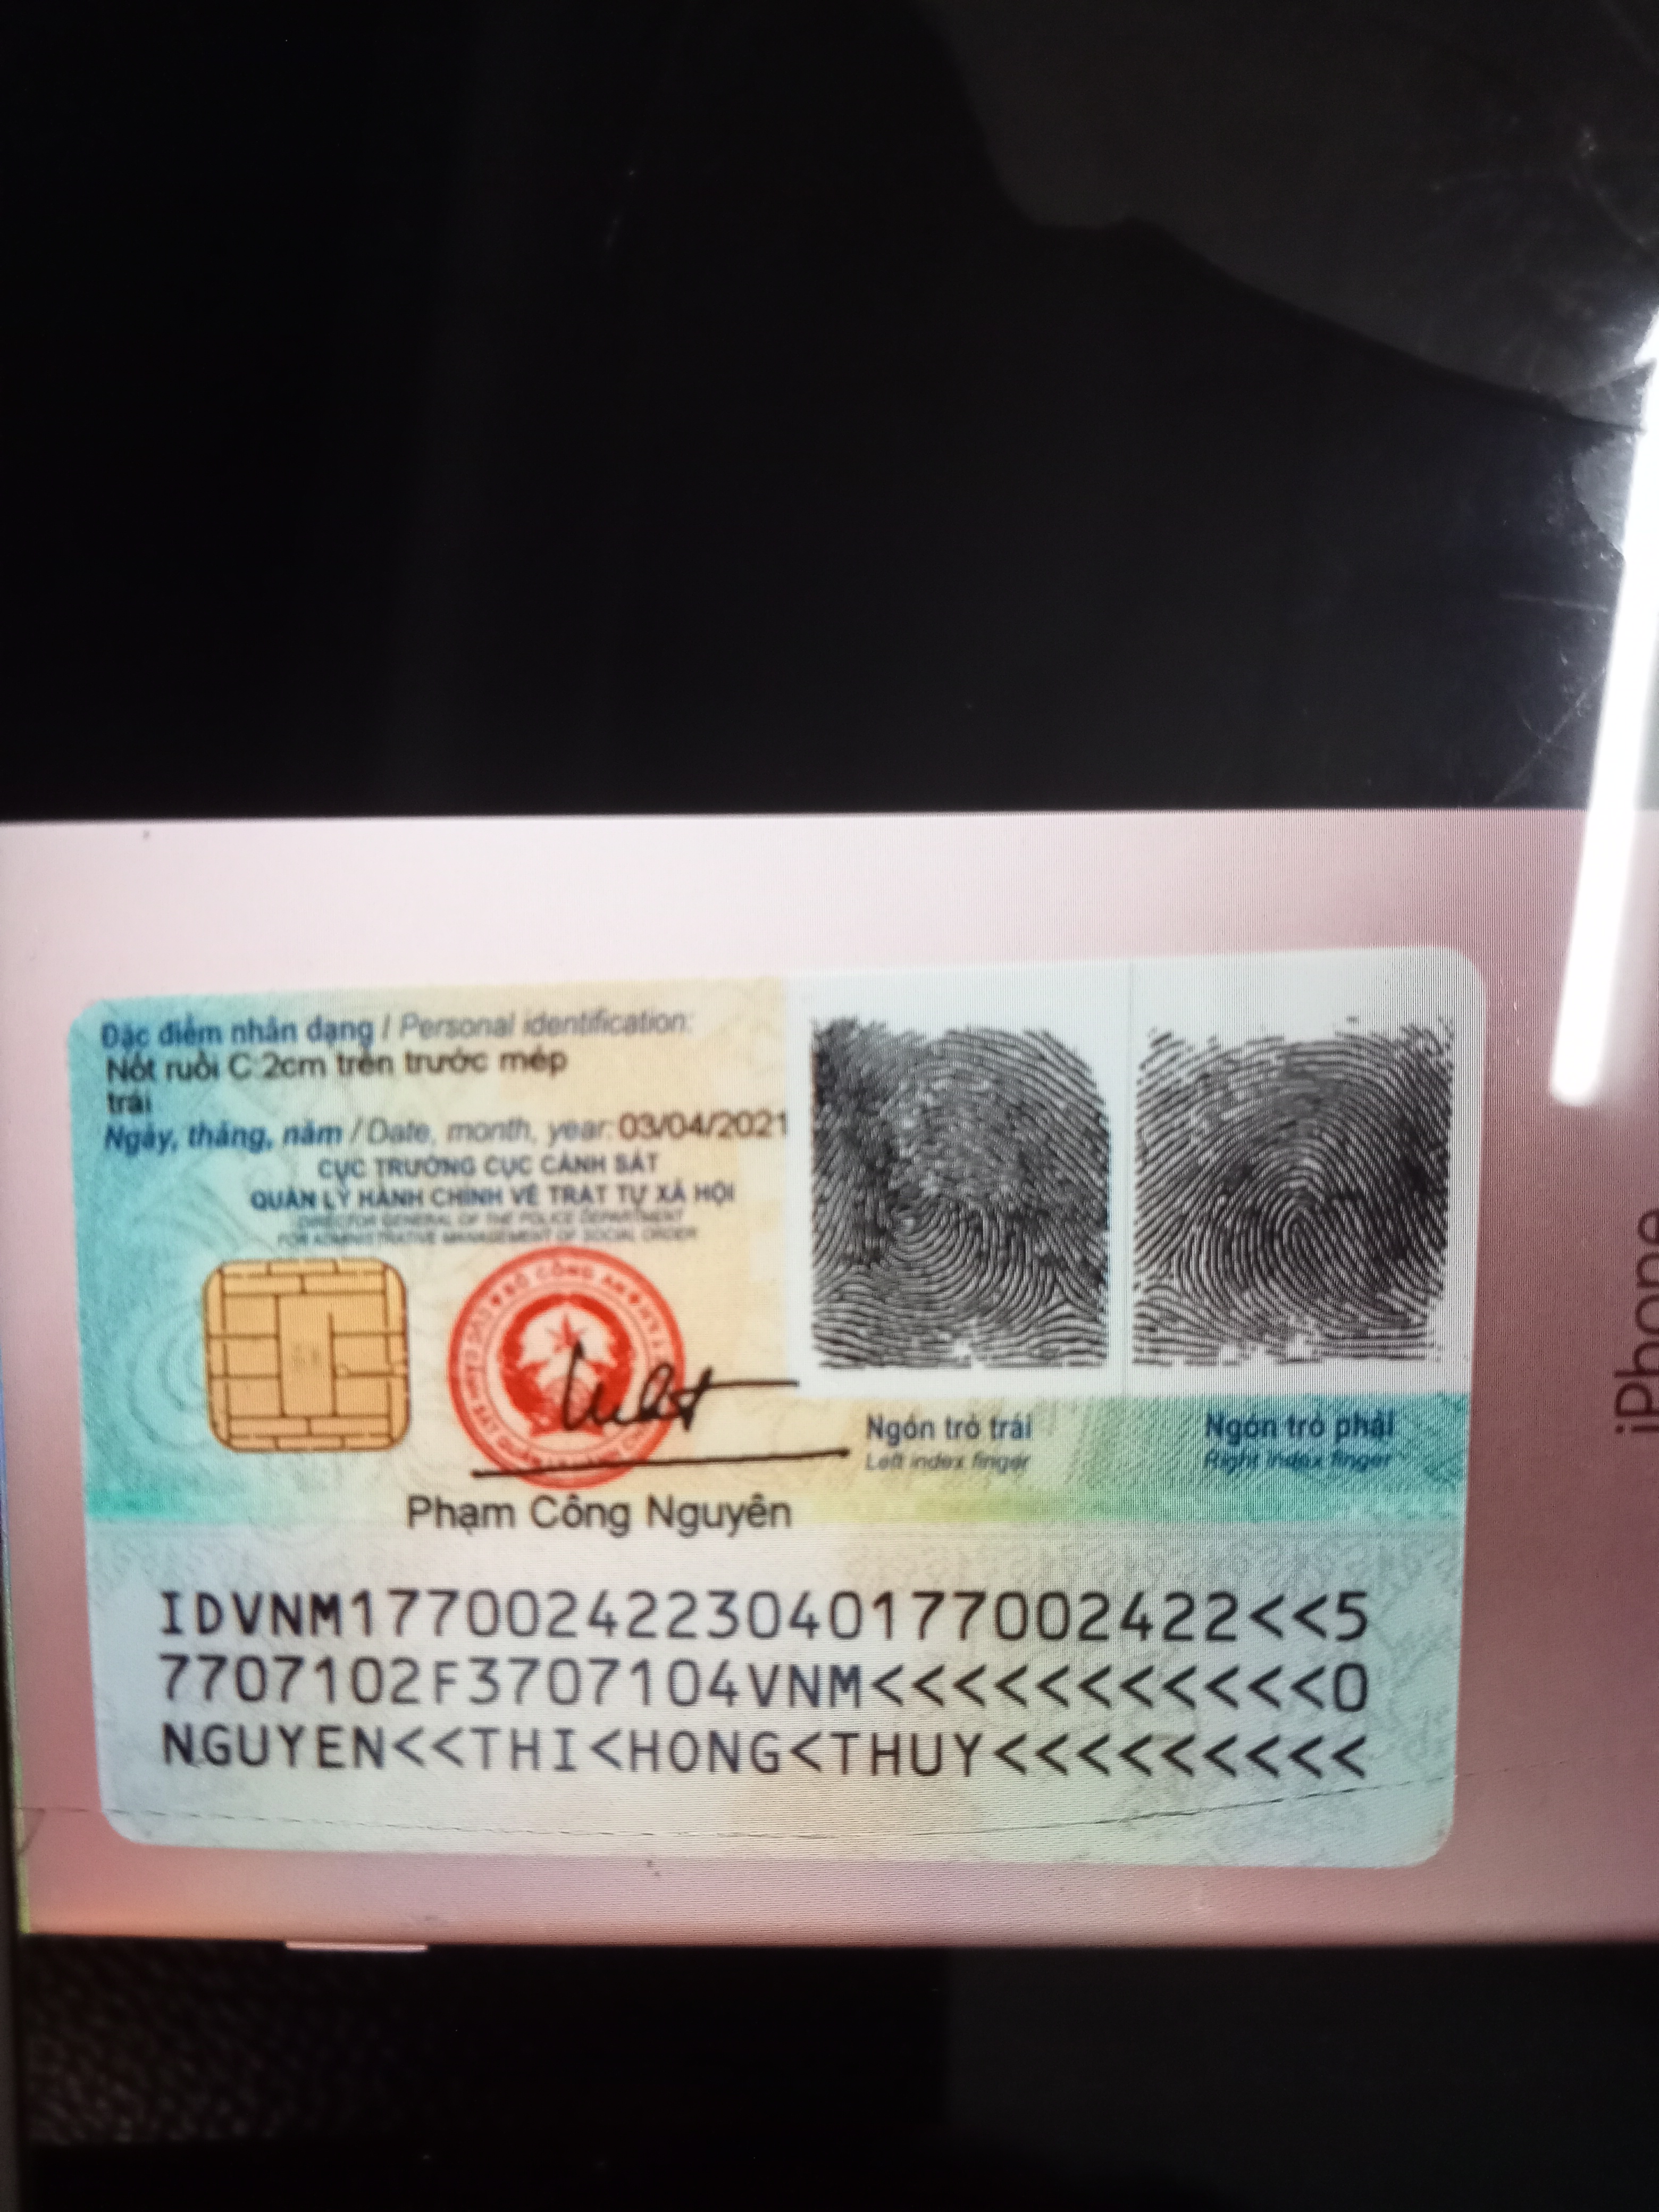 Đặc điểm nhân dạng / Personal identification:
Nốt ruồi C 2cm trên trước mép
trái
Ngày, tháng, năm / Date, month, year: 03/04/2021
CỤC TRƯỞNG CỤC CẢNH SÁT
QUẢN LÝ HÀNH CHÍNH VỀ TRẬT TỰ XÃ HỘI
DIRECTOR GENERAL OF THE POLICE DEPARTMENT
FOR ADMINISTRATIVE MANAGEMENT OF SOCIAL ORDER
BỘ CÔNG AN
Ngón trỏ trái
Left index finger
Ngón trỏ phải
Right index finger
Phạm Công Nguyên
IDVNM1770024223040177002422<<5
7707102F3707104VNM<<<<<<<<<<<0
NGUYEN<<THI<HONG<THUY<<<<<<<<<
iPhone